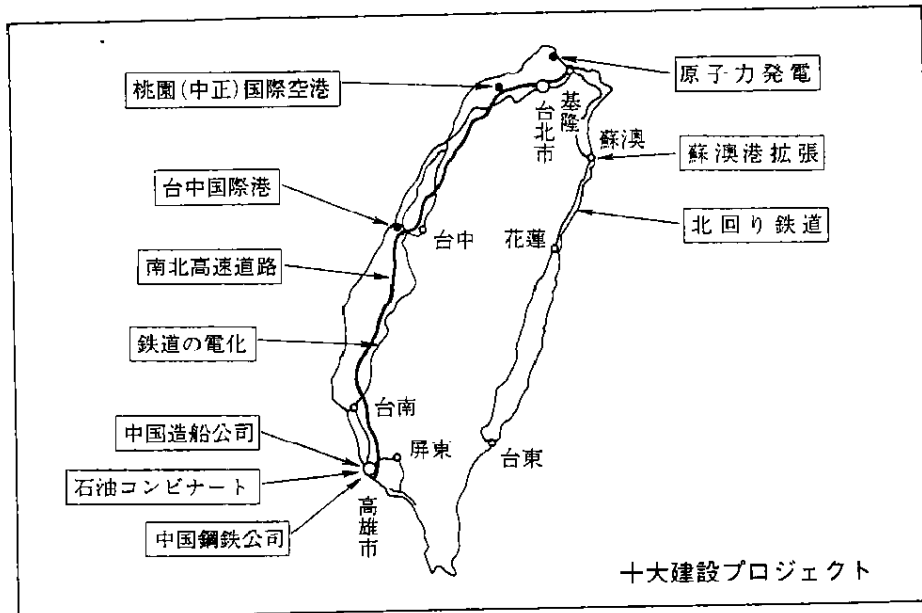 原子力発電
桃園(中正)国際空港
台北市
基隆
蘇澳
蘇澳港拡張
台中国際港
北回り鉄道
台中
花蓮
南北高速道路
鉄道の電化
台南
中国造船公司
屏東
台東
石油コンビナート
高雄市
中国鋼鉄公司
十大建設プロジェクト